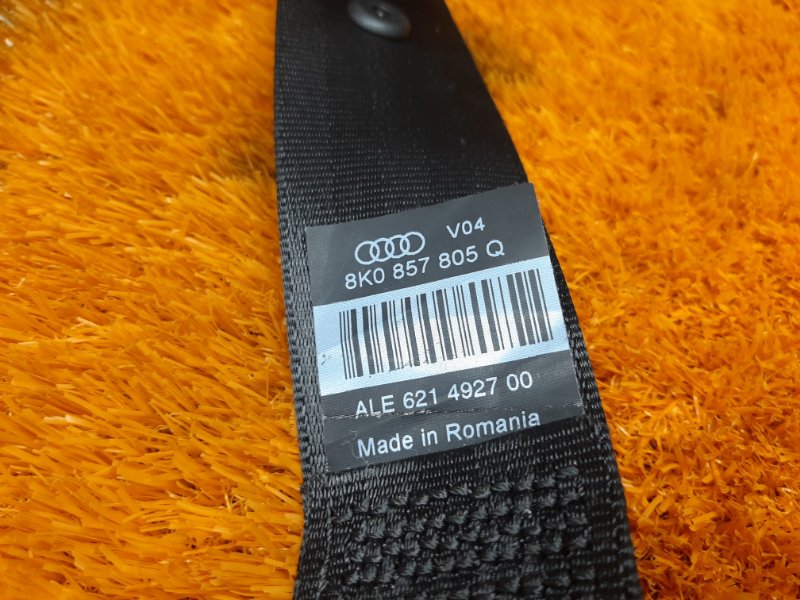 V04
8K0 857 805 Q
ALE 621 4927 00
Made in Romania